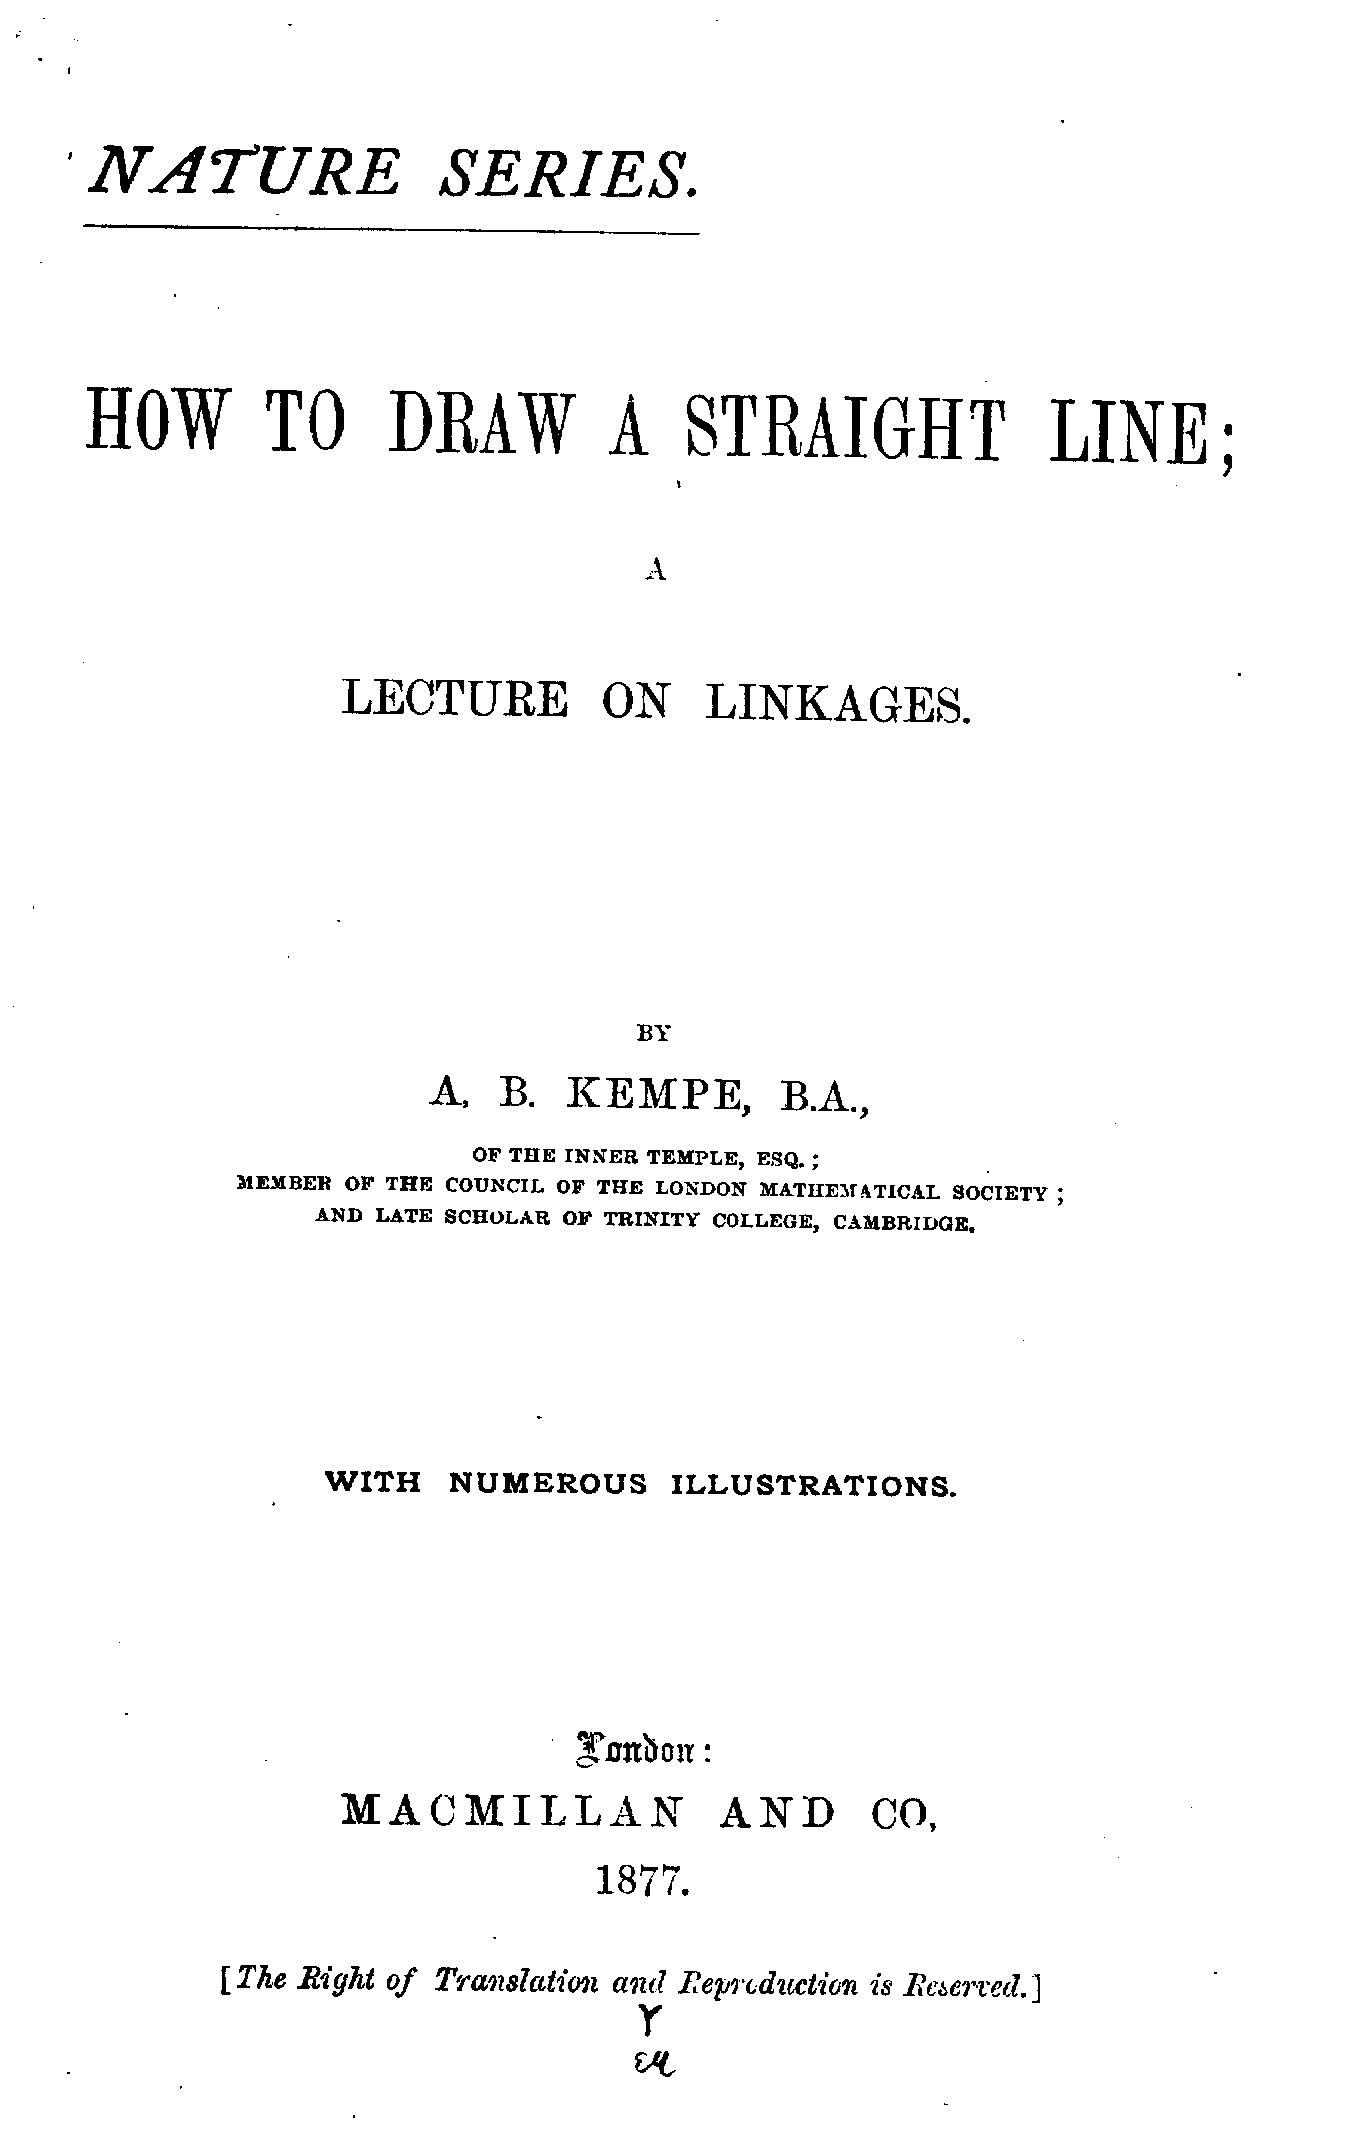 NATURE SERIES.
HOW TO DRAW A STRAIGHT LINE;
A
LECTURE ON LINKAGES.
BY
A. B. KEMPE, B.A.,
OF THE INNER TEMPLE, ESQ.;
MEMBER OF THE COUNCIL OF THE LONDON MATHEMATICAL SOCIETY;
AND LATE SCHOLAR OF TRINITY COLLEGE, CAMBRIDGE.
WITH NUMEROUS ILLUSTRATIONS.
London:
MACMILLAN AND CO,
1877.
[The Right of Translation and Reproduction is Reserved.]